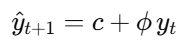 ŷ_{t+1} = c + ϕ y_t